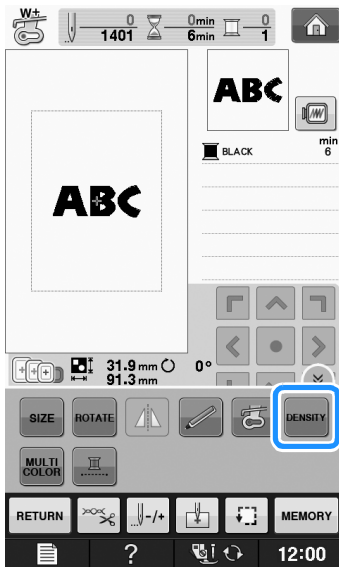 W+
0 0min 0
1401 6min 1
ABC
min
BLACK 6
ABC
31.9 mm 0°
91.3 mm
SIZE ROTATE DENSITY
MULTI COLOR
RETURN -/+ MEMORY
? 12:00